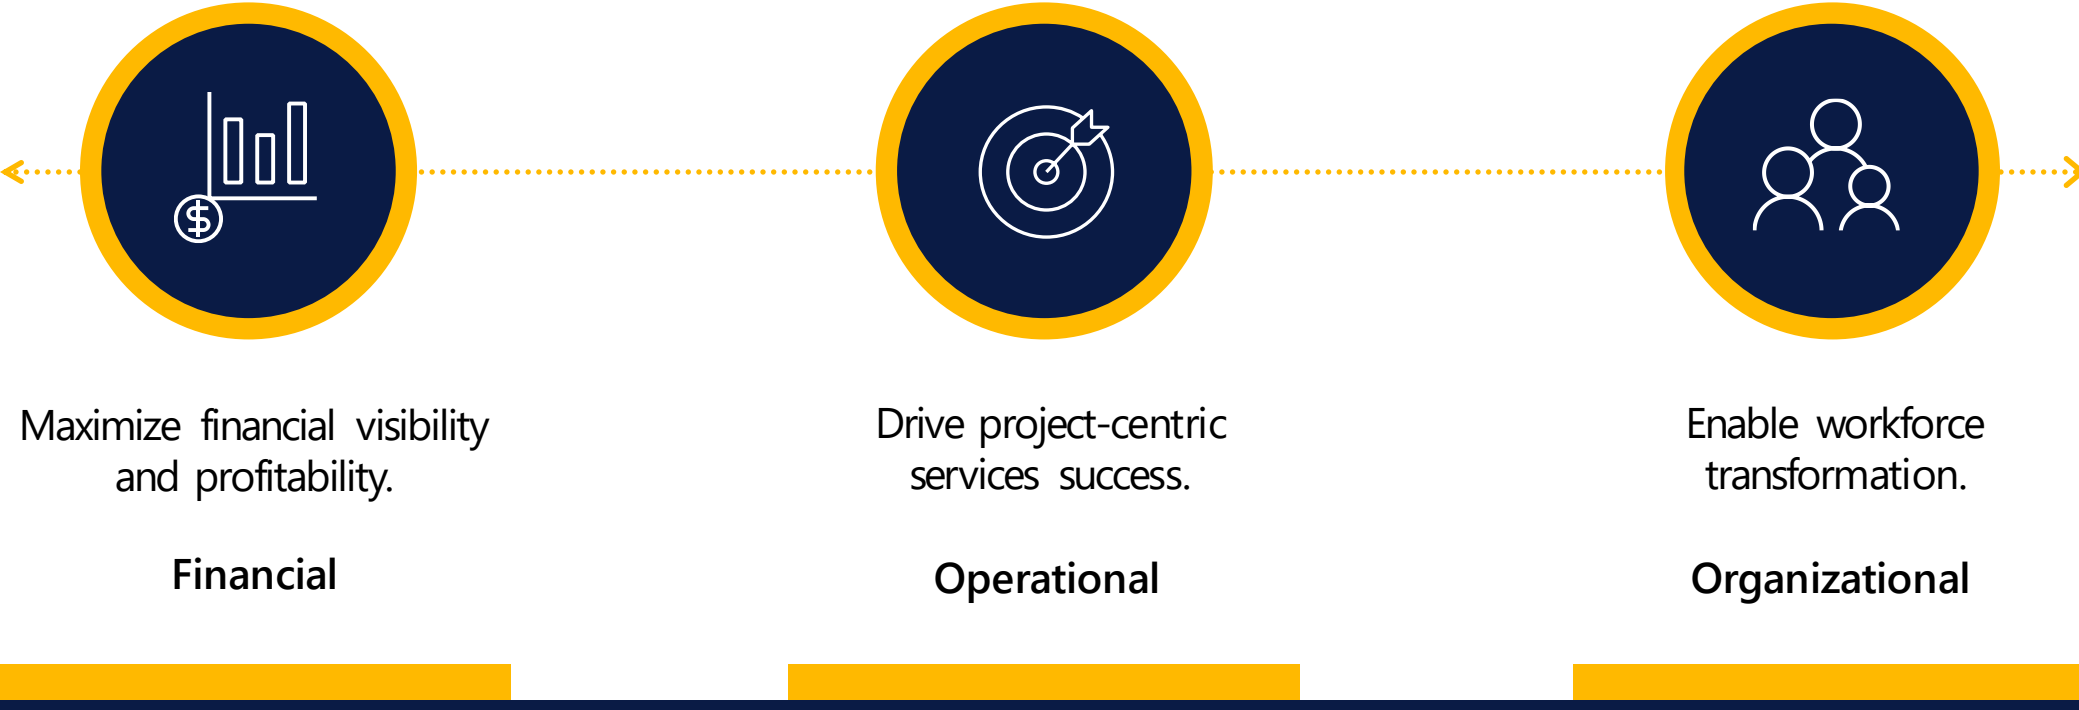 $
Maximize financial visibility
and profitability.
Financial
Drive project-centric
services success.
Operational
Enable workforce
transformation.
Organizational